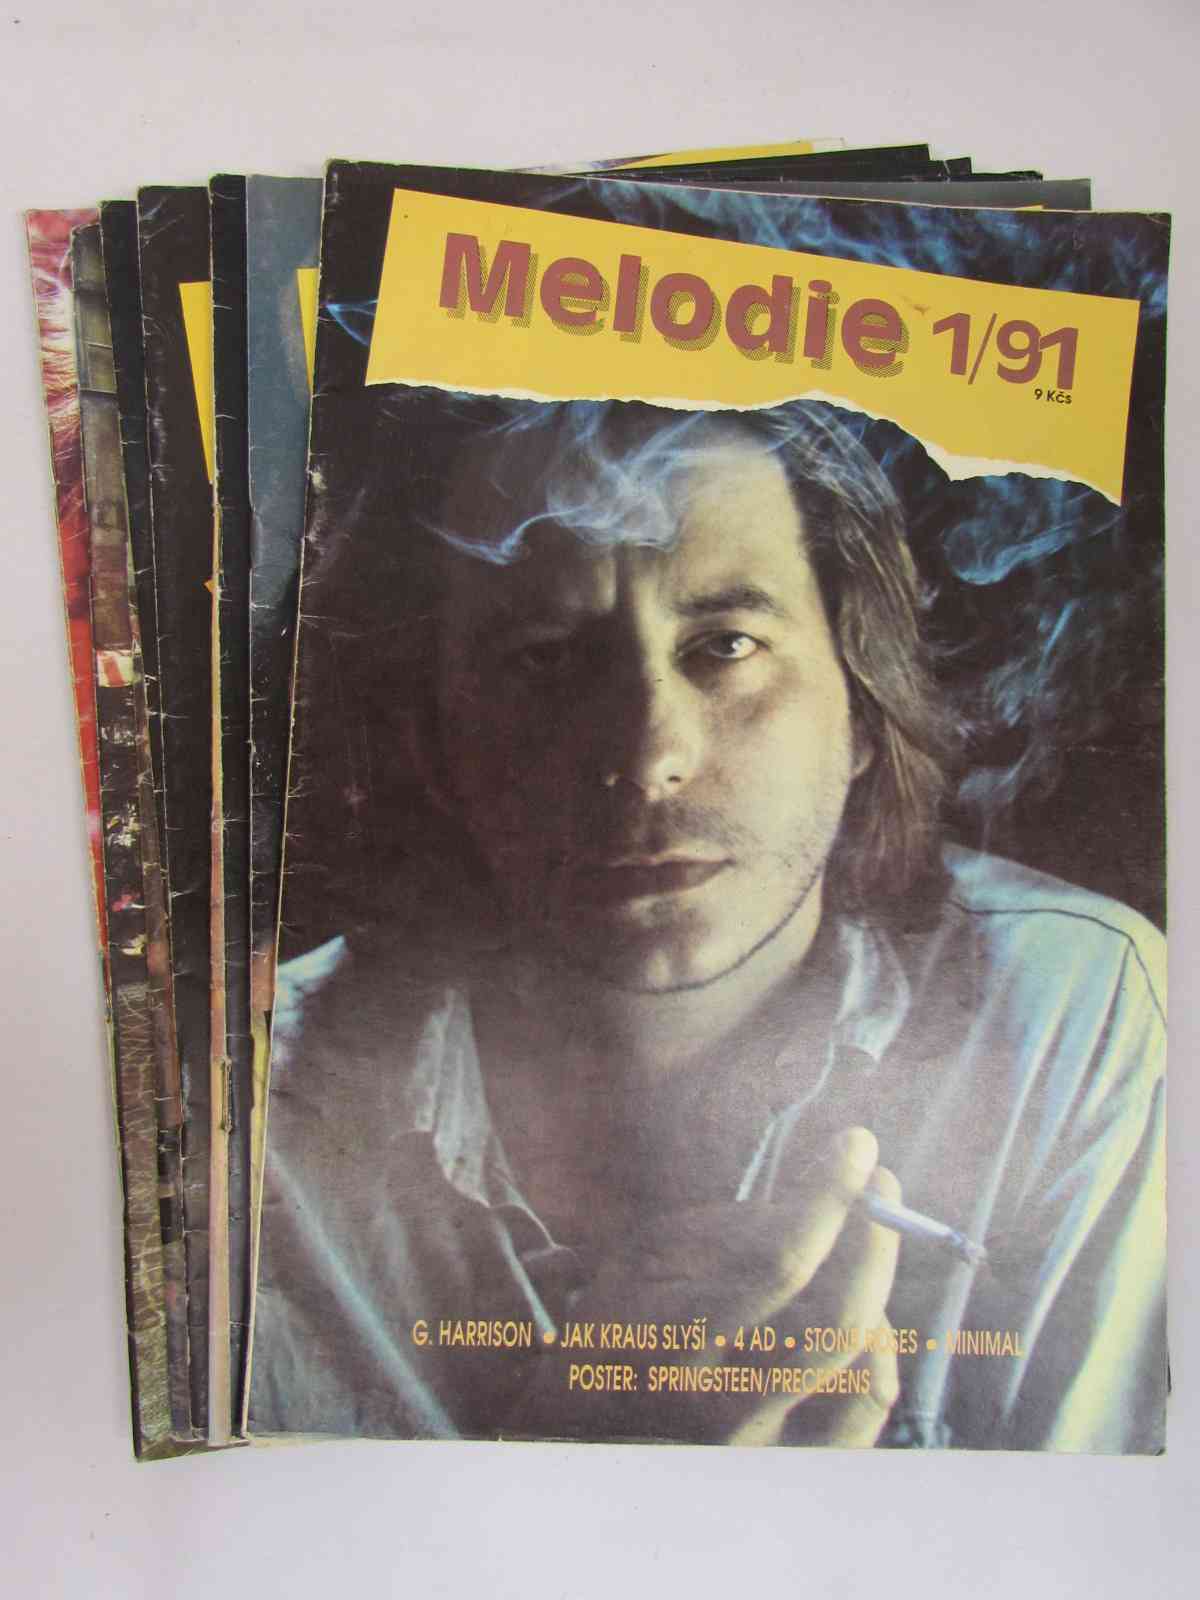 Melodie 1/91
9 Kčs
G. HARRISON • JAK KRAUS SLYŠÍ • 4 AD • STONE ROSES • MINIMAL
POSTER: SPRINGSTEEN/PRECEDENS